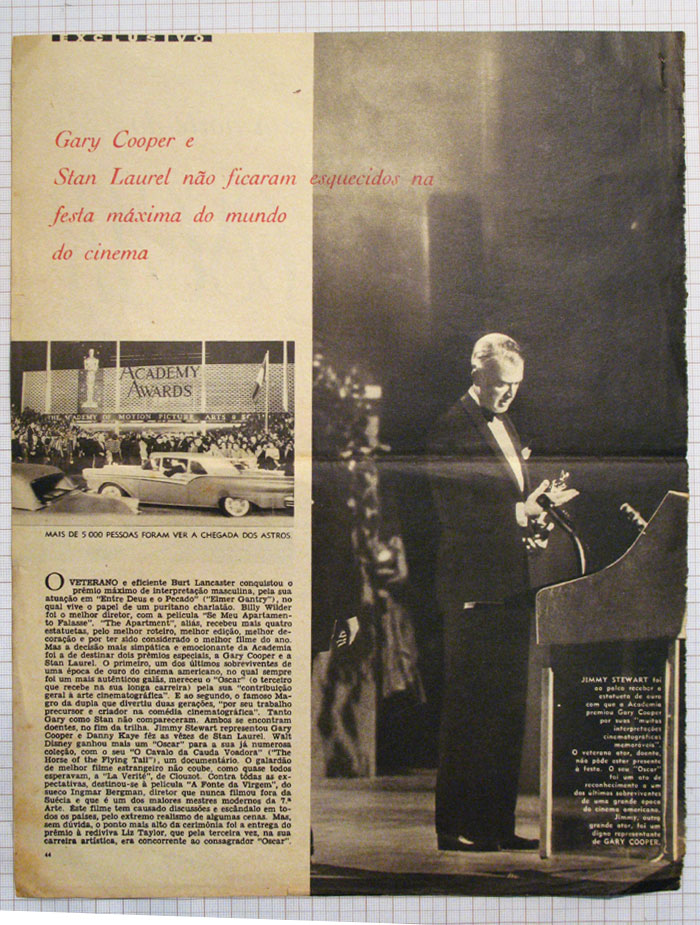 EXCLUSIVO
Gary Cooper e
Stan Laurel não ficaram esquecidos na
festa máxima do mundo
do cinema
ACADEMY
AWARDS
THE ACADEMY OF MOTION PICTURE ARTS &
MAIS DE 5 000 PESSOAS FORAM VER A CHEGADA DOS ASTROS.
O VETERANO e eficiente Burt Lancaster conquistou o
prêmio máximo de interpretação masculina, pela sua
atuação em "Entre Deus e o Pecado" ("Elmer Gantry"), no
qual vive o papel de um puritano charlatão. Billy Wilder
foi o melhor diretor, com a película "Se Meu Apartamen-
to Falasse". "The Apartment", aliás, recebeu mais quatro
estatuetas, pelo melhor roteiro, melhor edição, melhor de-
coração e por ter sido considerado o melhor filme do ano.
Mas a decisão mais simpática e emocionante da Academia
foi a de destinar dois prêmios especiais, a Gary Cooper e a
Stan Laurel. O primeiro, um dos últimos sobreviventes de
uma época de ouro do cinema americano, no qual sempre
foi um mais autênticos galãs, mereceu o "Oscar" (o terceiro
que recebe na sua longa carreira) pela sua "contribuição
geral à arte cinematográfica". E ao segundo, o famoso Ma-
gro da dupla que divertiu duas gerações, "por seu trabalho
precursor e criador na comédia cinematográfica". Tanto
Gary como Stan não compareceram. Ambos se encontram
doentes, no fim da trilha. Jimmy Stewart representou Gary
Cooper e Danny Kaye fêz as vêzes de Stan Laurel. Walt
Disney ganhou mais um "Oscar" para a sua já numerosa
coleção, com o seu "O Cavalo da Cauda Voadora" ("The
Horse of the Flying Tail"), um documentário. O galardão
de melhor filme estrangeiro não coube, como quase todos
esperavam, a "La Verité", de Clouzot. Contra tôdas as ex-
pectativas, destinou-se à película "A Fonte da Virgem", do
sueco Ingmar Bergman, diretor que nunca filmou fora da
Suécia e que é um dos maiores mestres modernos da 7.ª
Arte. Êste filme tem causado discussões e escândalo em to-
dos os países, pelo extremo realismo de algumas cenas. Mas,
sem dúvida, o ponto mais alto da cerimônia foi a entrega do
prêmio à rediviva Liz Taylor, que pela terceira vez, na sua
carreira artística, era concorrente ao consagrador "Oscar".
44
JIMMY STEWART foi
ao palco receber a
estatueta de ouro
com que a Academia
premiou Gary Cooper
por suas "muitas
interpretações
cinematográficas
memoráveis".
O veterano ator, doente,
não pôde estar presente
à festa. O seu "Oscar"
foi um ato de
reconhecimento a um
dos últimos sobreviventes
de uma grande época
do cinema americano.
Jimmy, outro
grande ator, foi um
digno representante
de GARY COOPER.